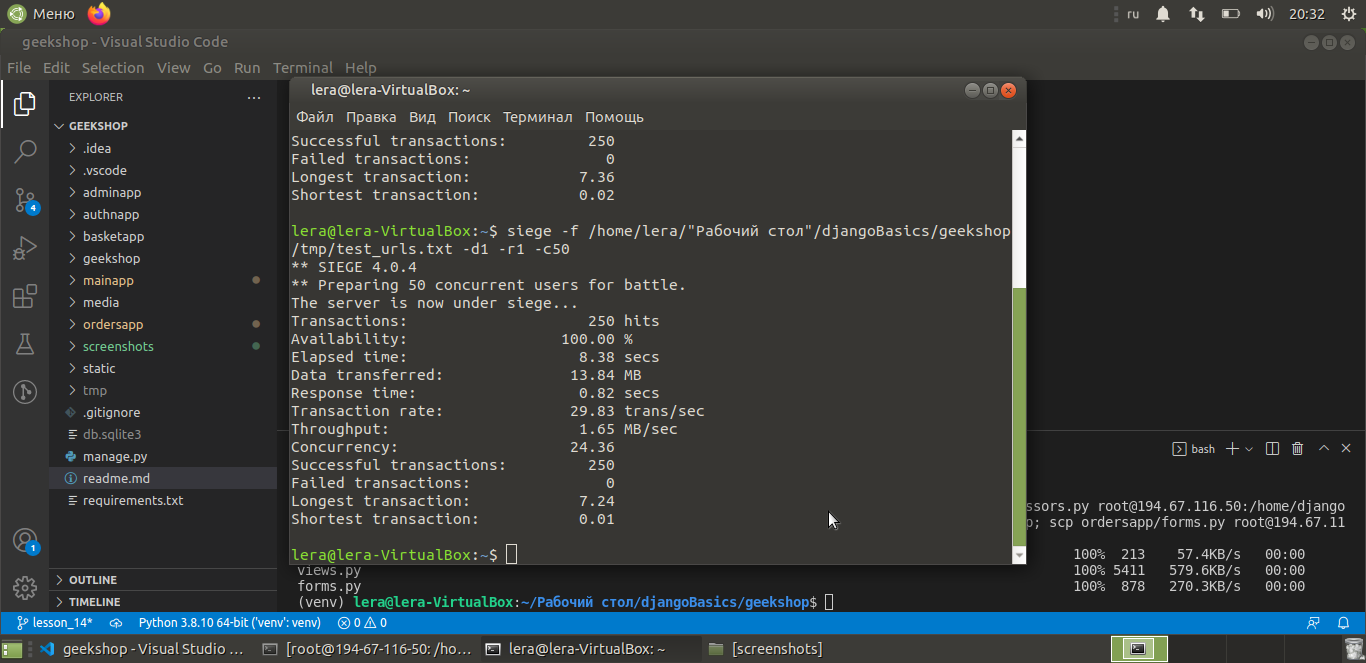 Меню
ru
20:32
geekshop - Visual Studio Code
File Edit Selection View Go Run Terminal Help
EXPLORER
GEEKSHOP
.idea
.vscode
adminapp
authnapp
basketapp
geekshop
mainapp
media
ordersapp
screenshots
static
tmp
.gitignore
db.sqlite3
manage.py
readme.md
requirements.txt
OUTLINE
TIMELINE
4
1
lera@lera-VirtualBox: ~
Файл Правка Вид Поиск Терминал Помощь
Successful transactions: 250
Failed transactions: 0
Longest transaction: 7.36
Shortest transaction: 0.02
lera@lera-VirtualBox:~$ siege -f /home/lera/"Рабочий стол"/djangoBasics/geekshop
/tmp/test_urls.txt -d1 -r1 -c50
** SIEGE 4.0.4
** Preparing 50 concurrent users for battle.
The server is now under siege...
Transactions: 250 hits
Availability: 100.00 %
Elapsed time: 8.38 secs
Data transferred: 13.84 MB
Response time: 0.82 secs
Transaction rate: 29.83 trans/sec
Throughput: 1.65 MB/sec
Concurrency: 24.36
Successful transactions: 250
Failed transactions: 0
Longest transaction: 7.24
Shortest transaction: 0.01
lera@lera-VirtualBox:~$
bash
ssors.py root@194.67.116.50:/home/django
p; scp ordersapp/forms.py root@194.67.11
100% 213 57.4KB/s 00:00
views.py 100% 5411 579.6KB/s 00:00
forms.py 100% 878 270.3KB/s 00:00
(venv) lera@lera-VirtualBox:~/Рабочий стол/djangoBasics/geekshop$
lesson_14* Python 3.8.10 64-bit ('venv': venv) 0 0
geekshop - Visual Studio ... [root@194-67-116-50: /ho... lera@lera-VirtualBox: ~ [screenshots]